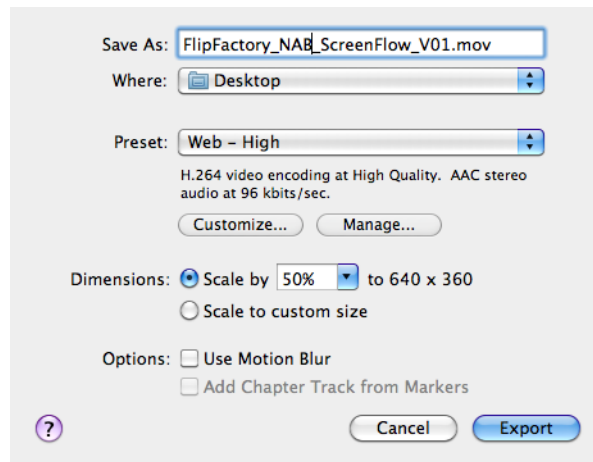 Save As: FlipFactory_NAB_ScreenFlow_V01.mov
Where: Desktop
Preset: Web – High
H.264 video encoding at High Quality. AAC stereo
audio at 96 kbits/sec.
Customize... Manage...
Dimensions: Scale by 50% to 640 x 360
Scale to custom size
Options: Use Motion Blur
Add Chapter Track from Markers
? Cancel Export